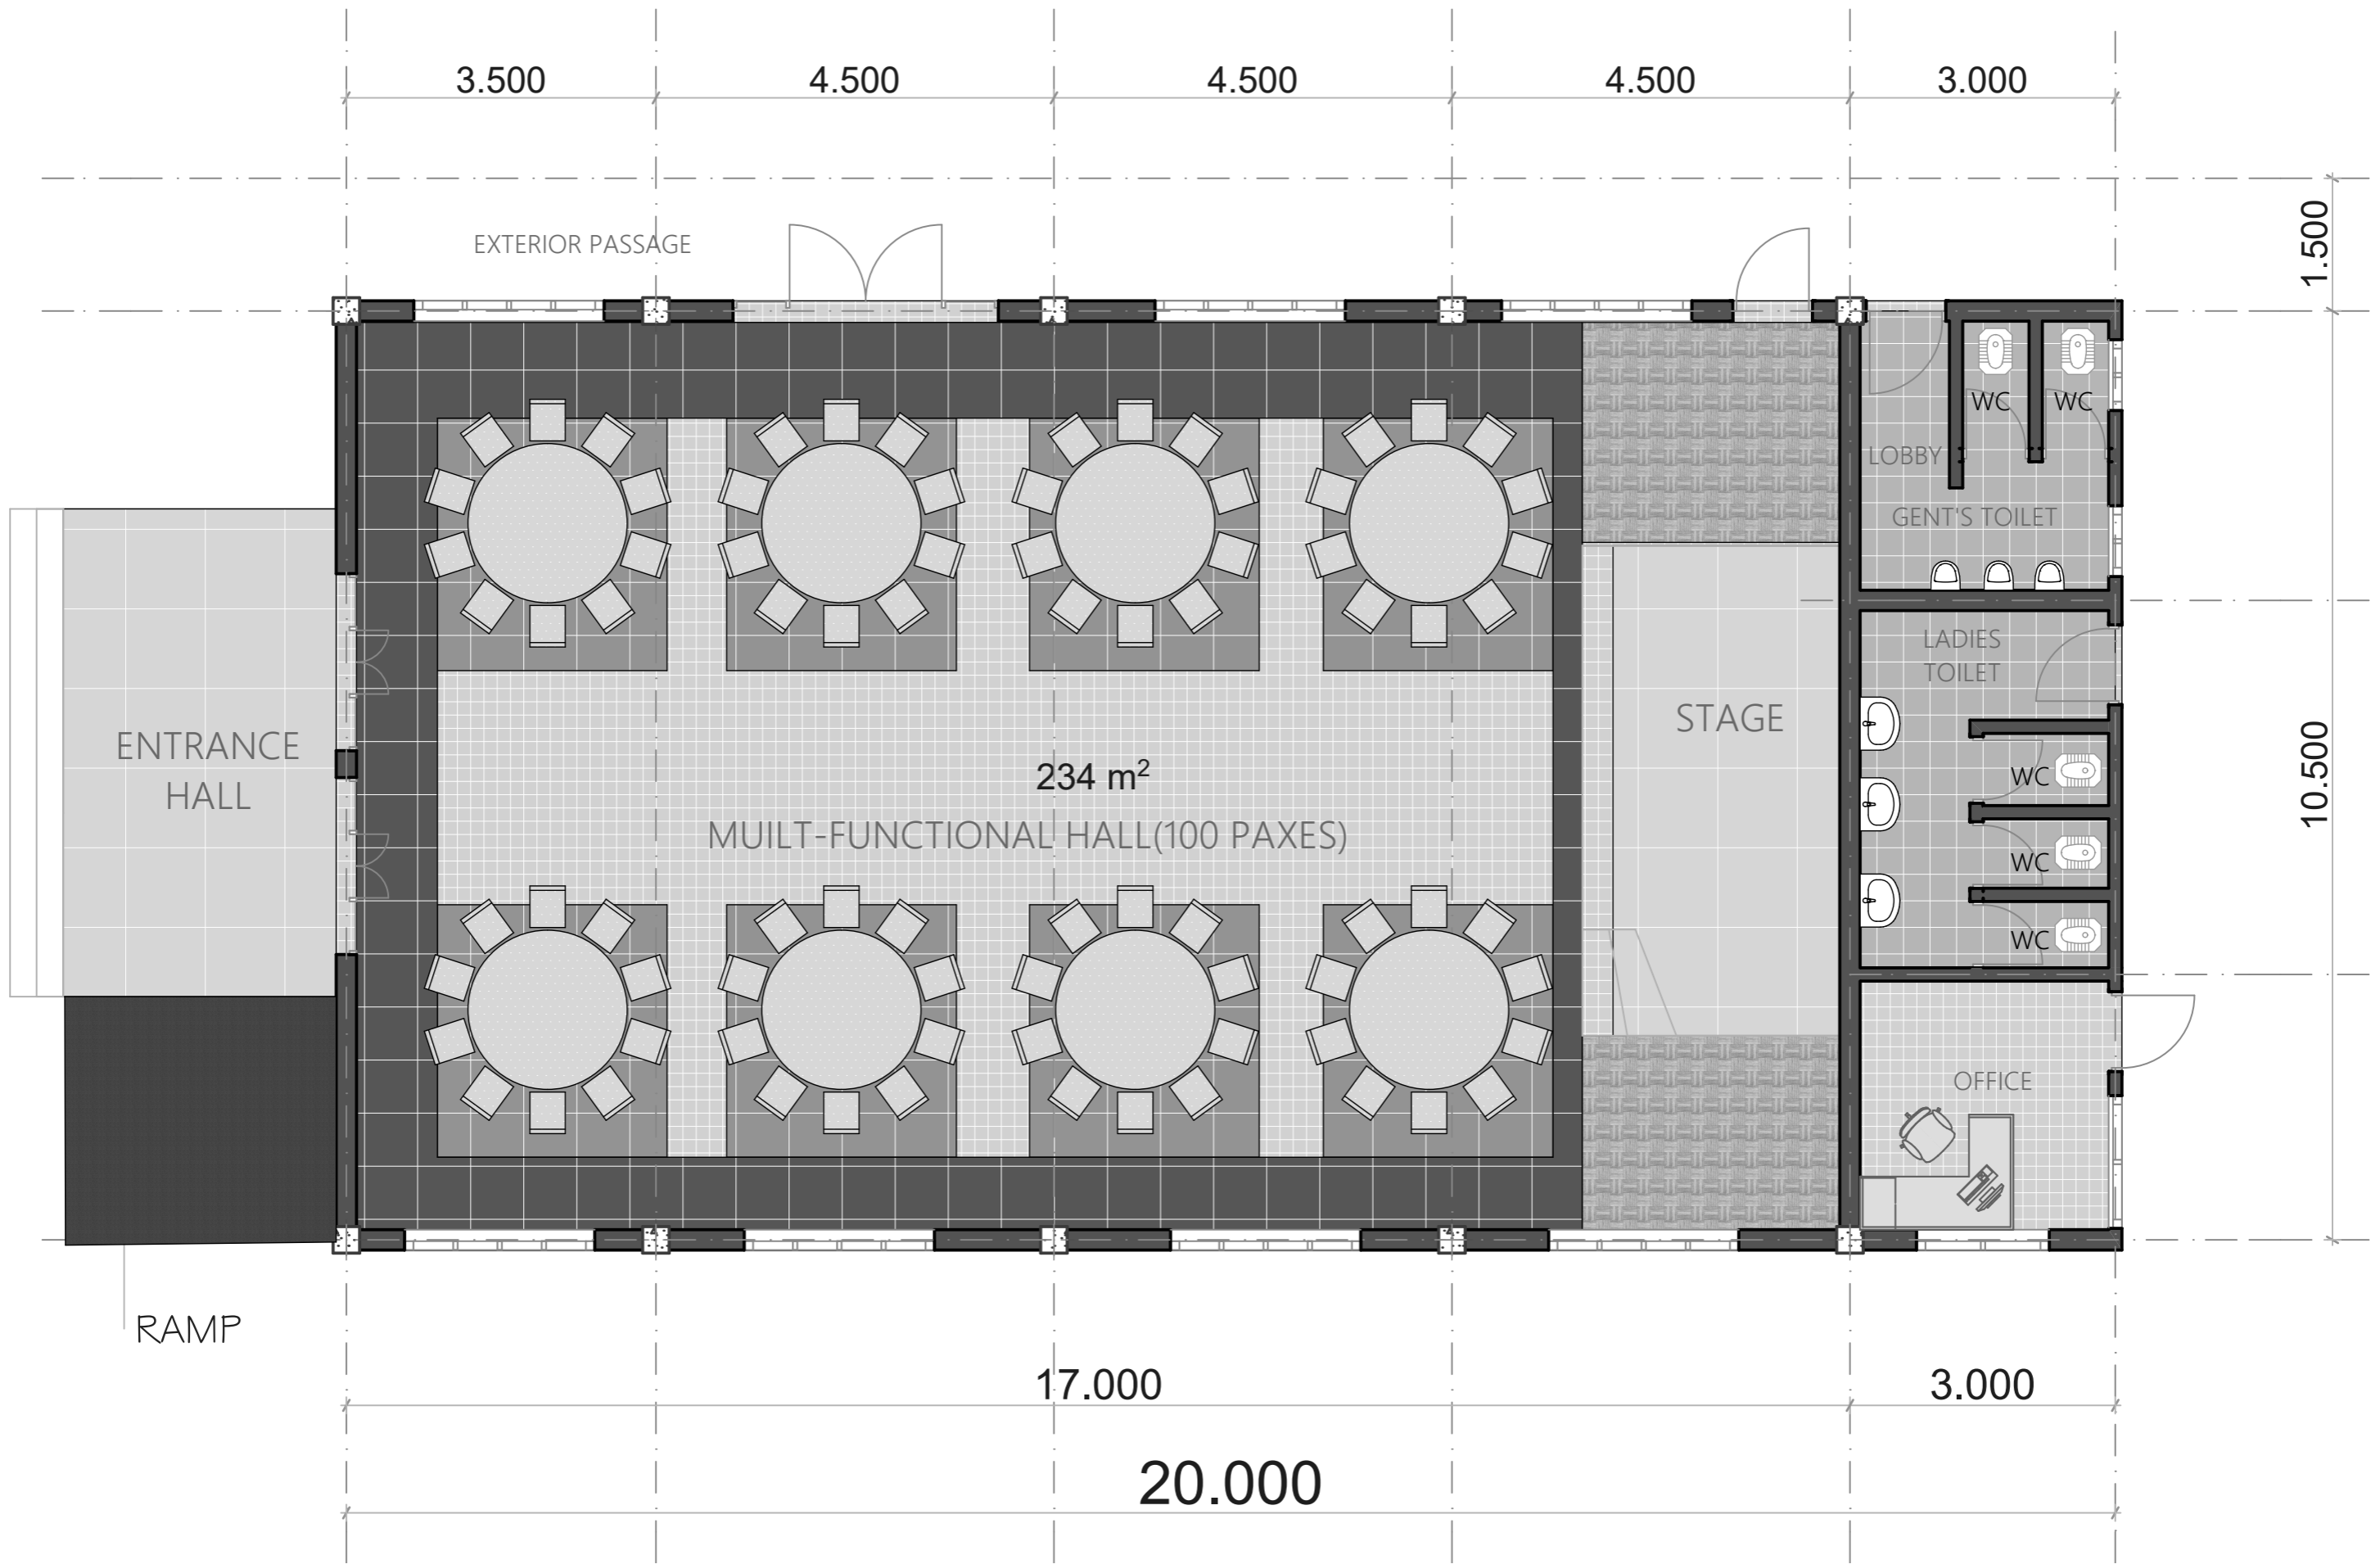 3.500
4.500
4.500
4.500
3.000
1.500
EXTERIOR PASSAGE
WC
WC
LOBBY
GENT'S TOILET
LADIES
TOILET
STAGE
ENTRANCE
HALL
234 m²
MUILT-FUNCTIONAL HALL(100 PAXES)
WC
WC
WC
10.500
OFFICE
RAMP
17.000
3.000
20.000